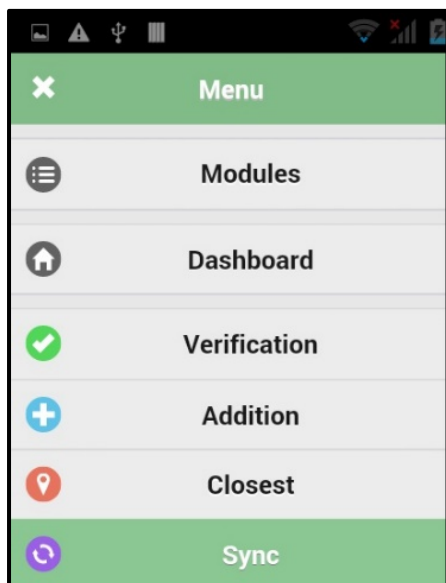 Menu
Modules
Dashboard
Verification
Addition
Closest
Sync